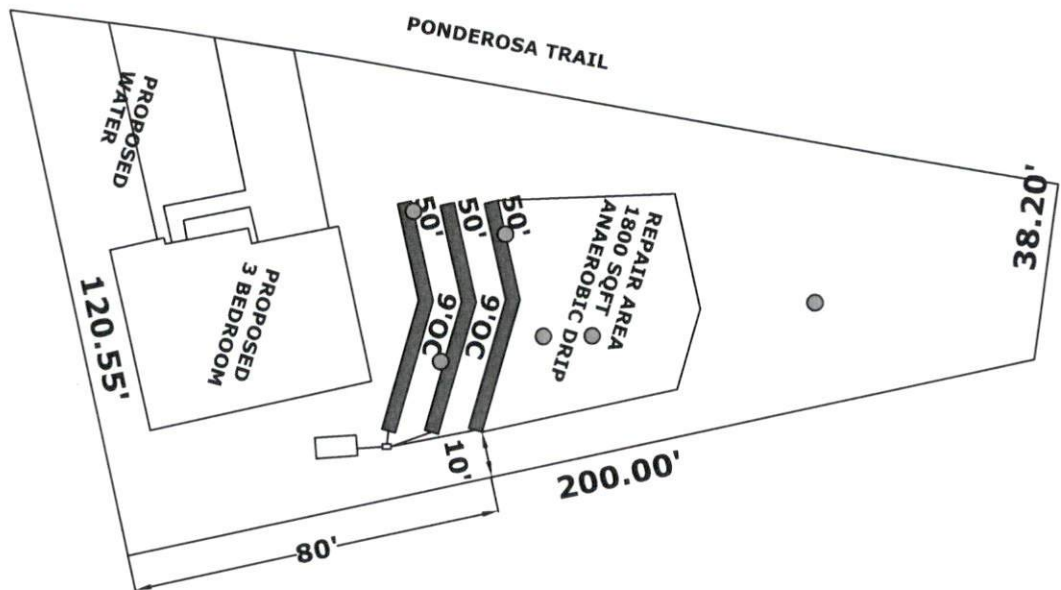 PONDEROSA TRAIL
PROPOSED
WATER
38.20'
50'
50'
50'
REPAIR AREA
1800 SQFT
ANAEROBIC DRIP
120.55'
PROPOSED
3 BEDROOM
9'OC
9'OC
10'
200.00'
80'